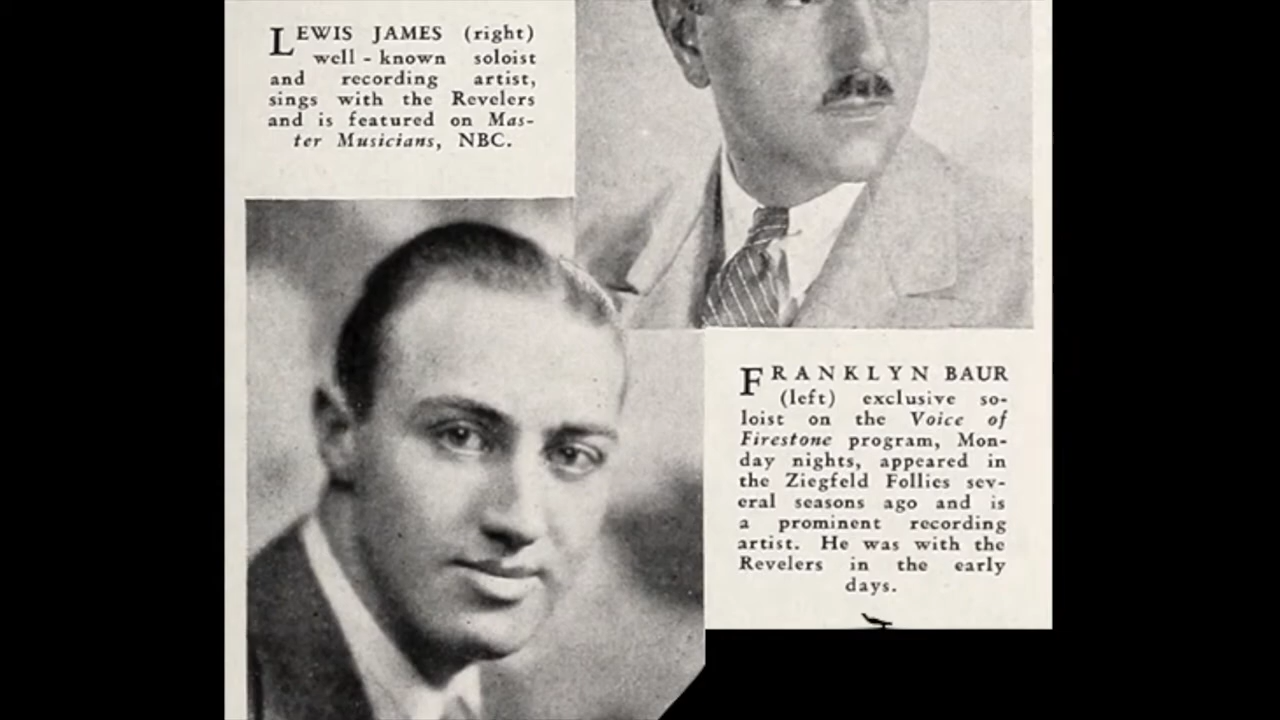 LEWIS JAMES (right)
well-known soloist
and recording artist,
sings with the Revelers
and is featured on Mas-
ter Musicians, NBC.
FRANKLYN BAUR
(left) exclusive so-
loist on the Voice of
Firestone program, Mon-
day nights, appeared in
the Ziegfeld Follies sev-
eral seasons ago and is
a prominent recording
artist. He was with the
Revelers in the early
days.